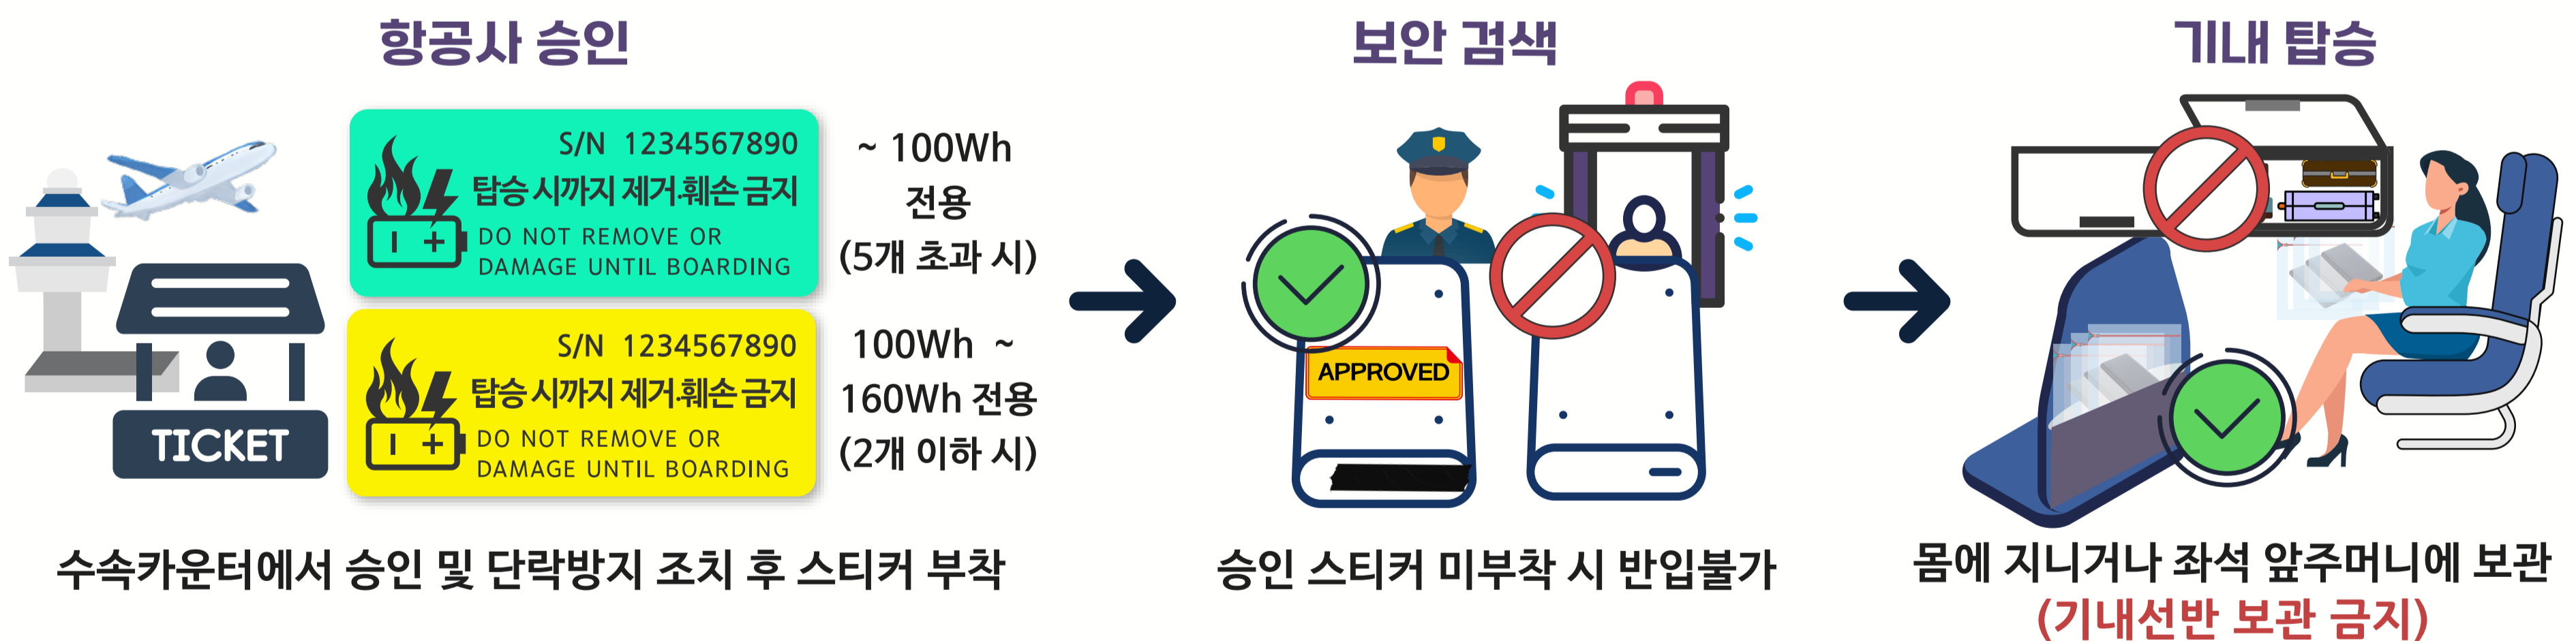 항공사 승인
S/N 1234567890
탑승 시까지 제거·훼손 금지
DO NOT REMOVE OR
DAMAGE UNTIL BOARDING
~ 100Wh
전용
(5개 초과 시)
S/N 1234567890
탑승 시까지 제거·훼손 금지
DO NOT REMOVE OR
DAMAGE UNTIL BOARDING
100Wh ~
160Wh 전용
(2개 이하 시)
TICKET
수속카운터에서 승인 및 단락방지 조치 후 스티커 부착
보안 검색
APPROVED
승인 스티커 미부착 시 반입불가
기내 탑승
몸에 지니거나 좌석 앞주머니에 보관
(기내선반 보관 금지)